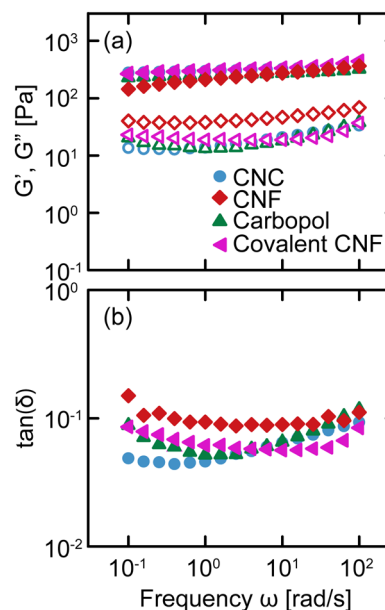 (a)
10³
10²
10¹
10⁰
10⁻¹
G', G" [Pa]
CNC
CNF
Carbopol
Covalent CNF
(b)
10⁰
10⁻¹
10⁻²
tan(δ)
10⁻¹ 10⁰ 10¹ 10²
Frequency ω [rad/s]